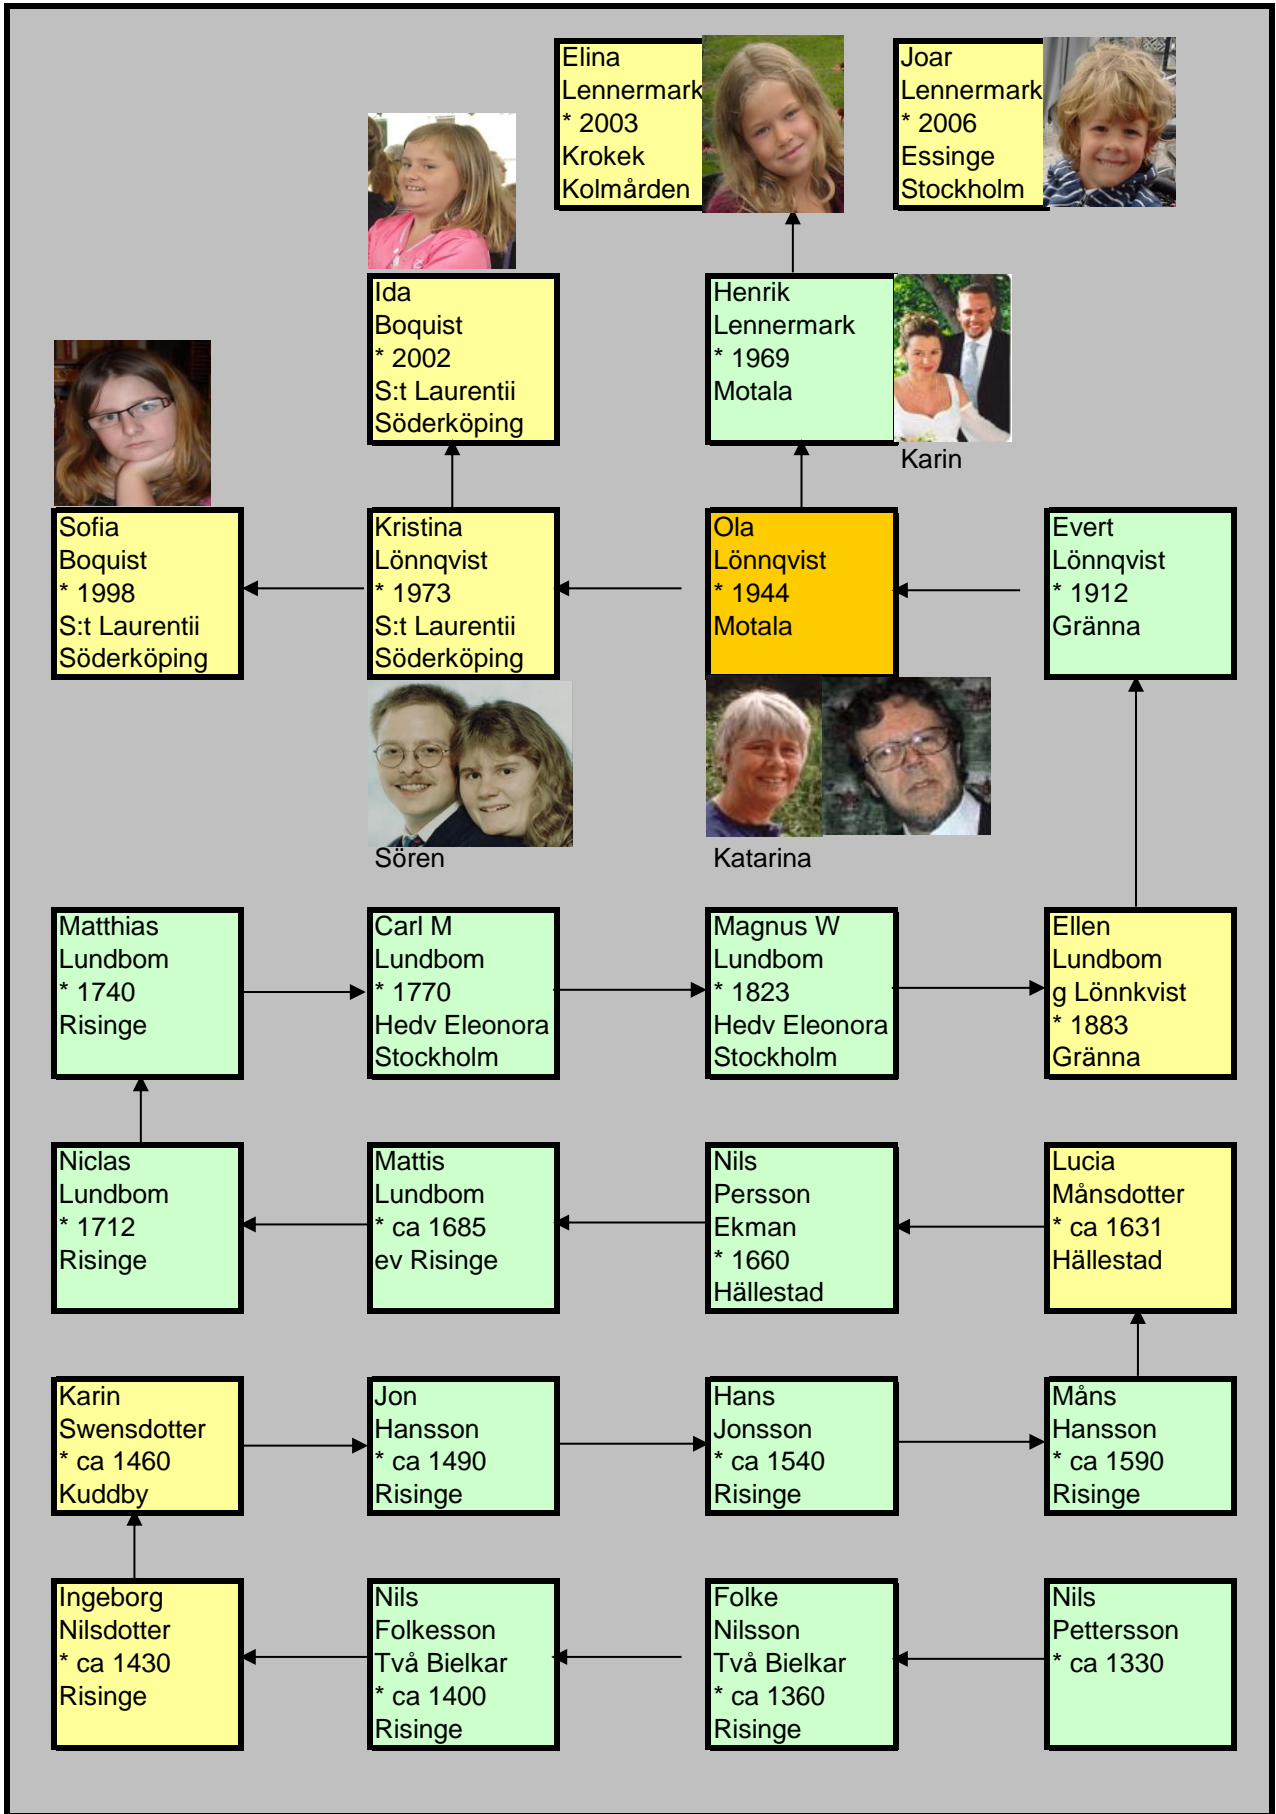 Elina
Lennermark
* 2003
Krokek
Kolmården
Joar
Lennermark
* 2006
Essinge
Stockholm
Ida
Boquist
* 2002
S:t Laurentii
Söderköping
Henrik
Lennermark
* 1969
Motala
Karin
Sofia
Boquist
* 1998
S:t Laurentii
Söderköping
Kristina
Lönnqvist
* 1973
S:t Laurentii
Söderköping
Ola
Lönnqvist
* 1944
Motala
Evert
Lönnqvist
* 1912
Gränna
Sören
Katarina
Matthias
Lundbom
* 1740
Risinge
Carl M
Lundbom
* 1770
Hedv Eleonora
Stockholm
Magnus W
Lundbom
* 1823
Hedv Eleonora
Stockholm
Ellen
Lundbom
g Lönnkvist
* 1883
Gränna
Niclas
Lundbom
* 1712
Risinge
Mattis
Lundbom
* ca 1685
ev Risinge
Nils
Persson
Ekman
* 1660
Hällestad
Lucia
Månsdotter
* ca 1631
Hällestad
Karin
Swensdotter
* ca 1460
Kuddby
Jon
Hansson
* ca 1490
Risinge
Hans
Jonsson
* ca 1540
Risinge
Måns
Hansson
* ca 1590
Risinge
Ingeborg
Nilsdotter
* ca 1430
Risinge
Nils
Folkesson
Två Bielkar
* ca 1400
Risinge
Folke
Nilsson
Två Bielkar
* ca 1360
Risinge
Nils
Pettersson
* ca 1330